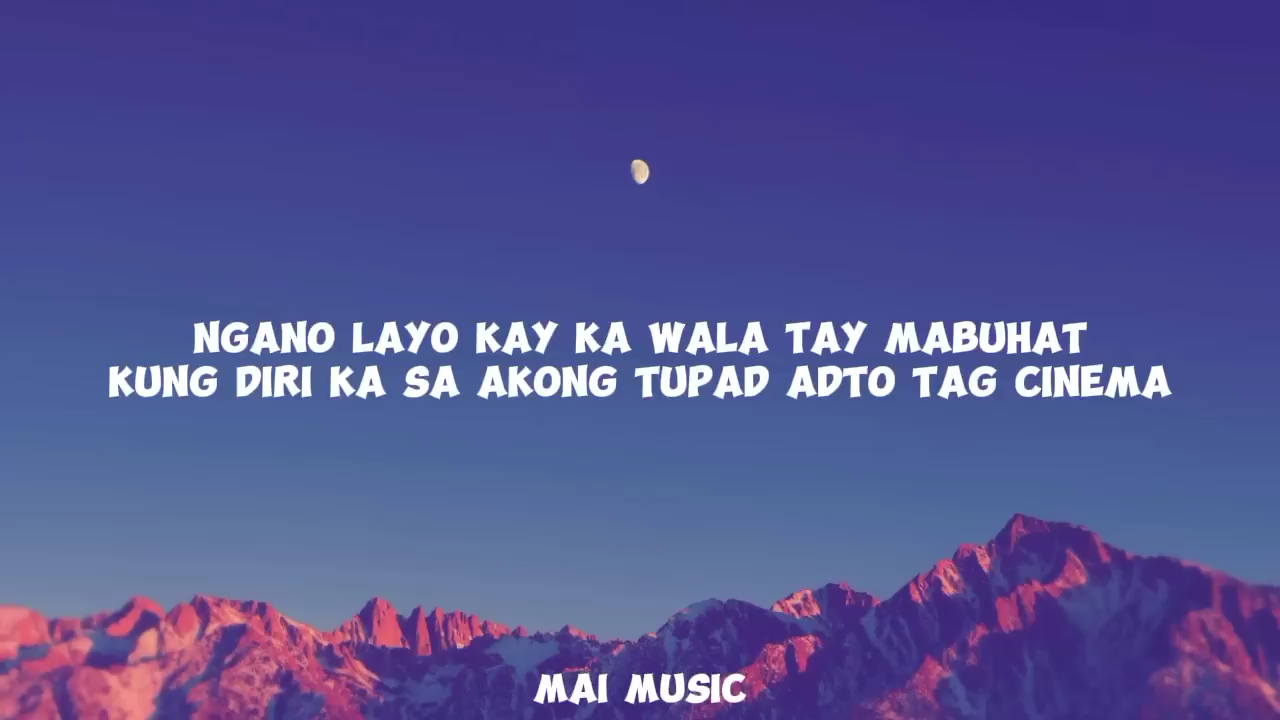 NGANO LAYO KAY KA WALA TAY MABUHAT
KUNG DIRI KA SA AKONG TUPAD ADTO TAG CINEMA
MAI MUSIC